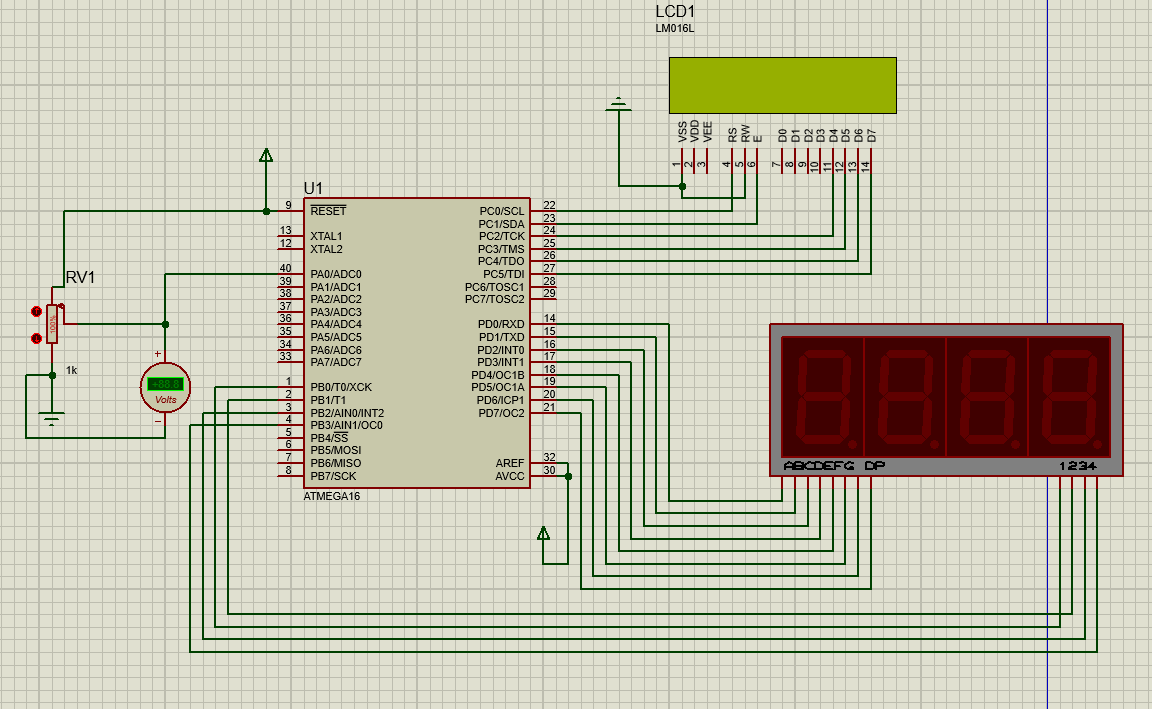 LCD1
LM016L
VSS VDD VEE RS RW E D0 D1 D2 D3 D4 D5 D6 D7
1 2 3 4 5 6 7 8 9 10 11 12 13 14
U1
9 RESET PC0/SCL 22
PC1/SDA 23
13 XTAL1 PC2/TCK 24
12 XTAL2 PC3/TMS 25
PC4/TDO 26
40 PA0/ADC0 PC5/TDI 27
39 PA1/ADC1 PC6/TOSC1 28
38 PA2/ADC2 PC7/TOSC2 29
37 PA3/ADC3
36 PA4/ADC4 PD0/RXD 14
35 PA5/ADC5 PD1/TXD 15
34 PA6/ADC6 PD2/INT0 16
33 PA7/ADC7 PD3/INT1 17
PD4/OC1B 18
1 PB0/T0/XCK PD5/OC1A 19
2 PB1/T1 PD6/ICP1 20
3 PB2/AIN0/INT2 PD7/OC2 21
4 PB3/AIN1/OC0
5 PB4/SS
6 PB5/MOSI
7 PB6/MISO AREF 32
8 PB7/SCK AVCC 30
ATMEGA16
RV1
100%
1k
+
+88.8
Volts
−
ABCDEFG DP 1234